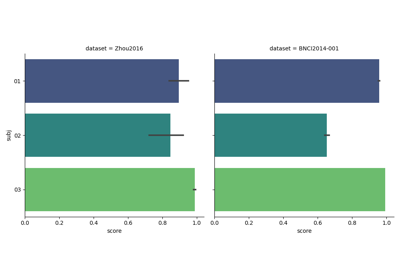 dataset = Zhou2016
dataset = BNCI2014-001
01
02
03
subj
0.0 0.2 0.4 0.6 0.8 1.0
0.0 0.2 0.4 0.6 0.8 1.0
score
score